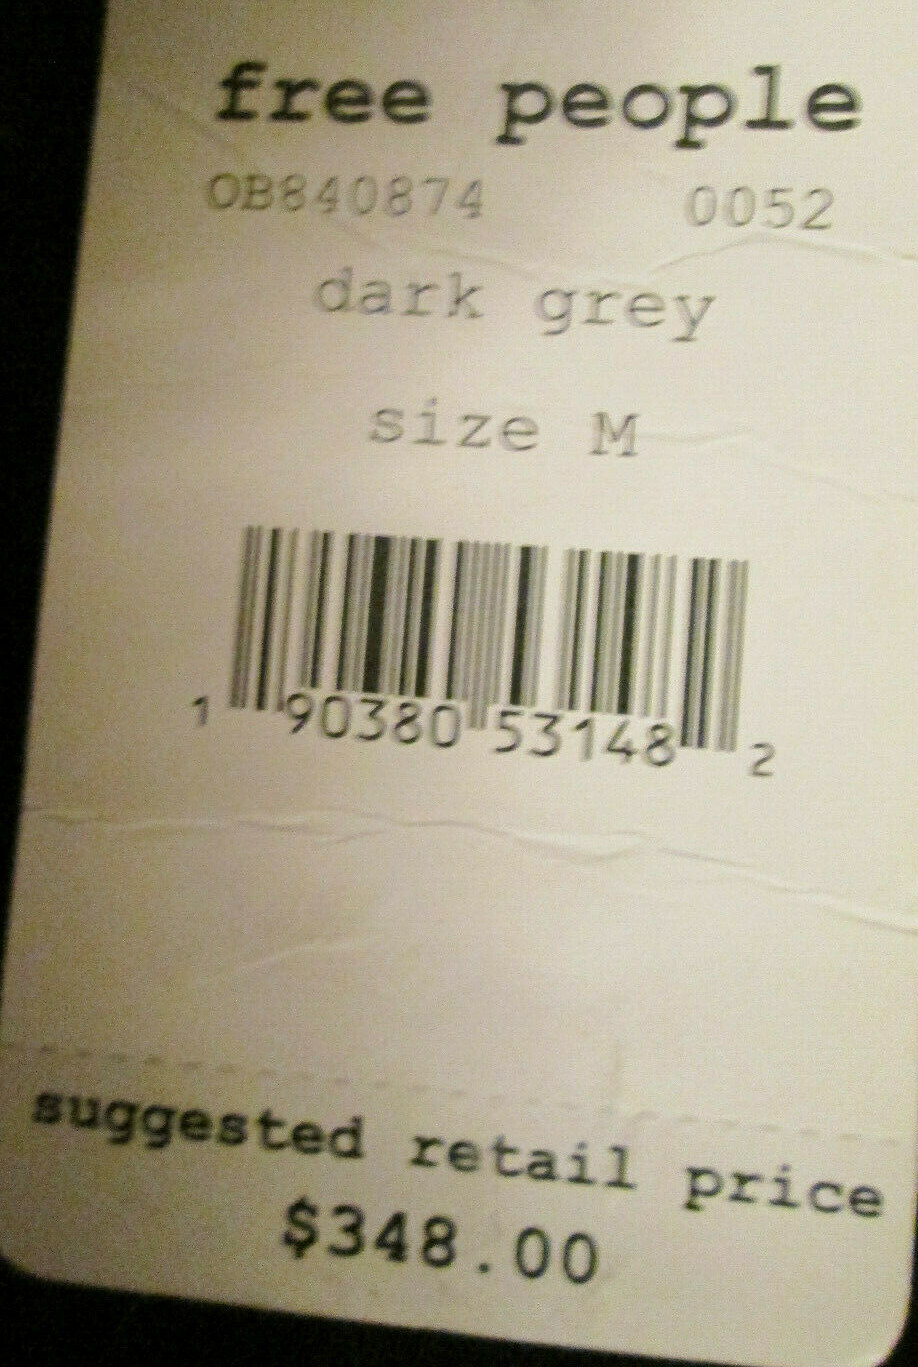 free people
OB840874 0052
dark grey
size M
1 90380 53148 2
suggested retail price
$348.00